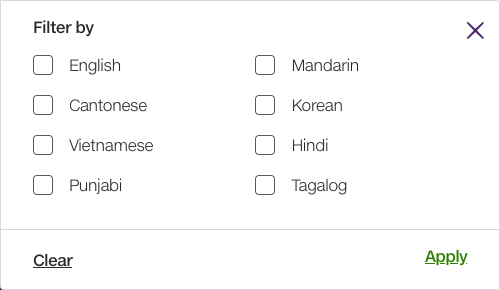 Filter by
English
Mandarin
Cantonese
Korean
Vietnamese
Hindi
Punjabi
Tagalog
Clear
Apply